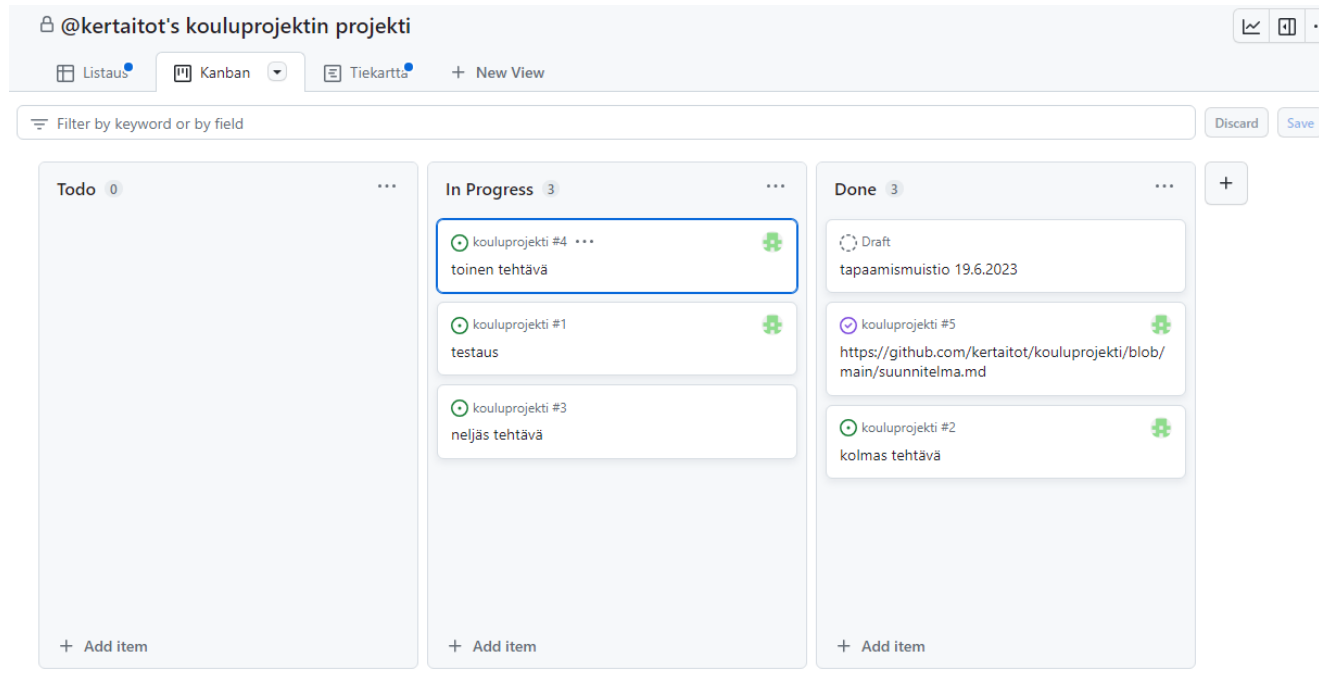 @kertaitot's kouluprojektin projekti
Listaus
Kanban
Tiekartta
New View
Filter by keyword or by field
Discard
Save
Todo 0
Add item
In Progress 3
kouluprojekti #4
toinen tehtävä
kouluprojekti #1
testaus
kouluprojekti #3
neljäs tehtävä
Add item
Done 3
Draft
tapaamismuistio 19.6.2023
kouluprojekti #5
https://github.com/kertaitot/kouluprojekti/blob/
main/suunnitelma.md
kouluprojekti #2
kolmas tehtävä
Add item